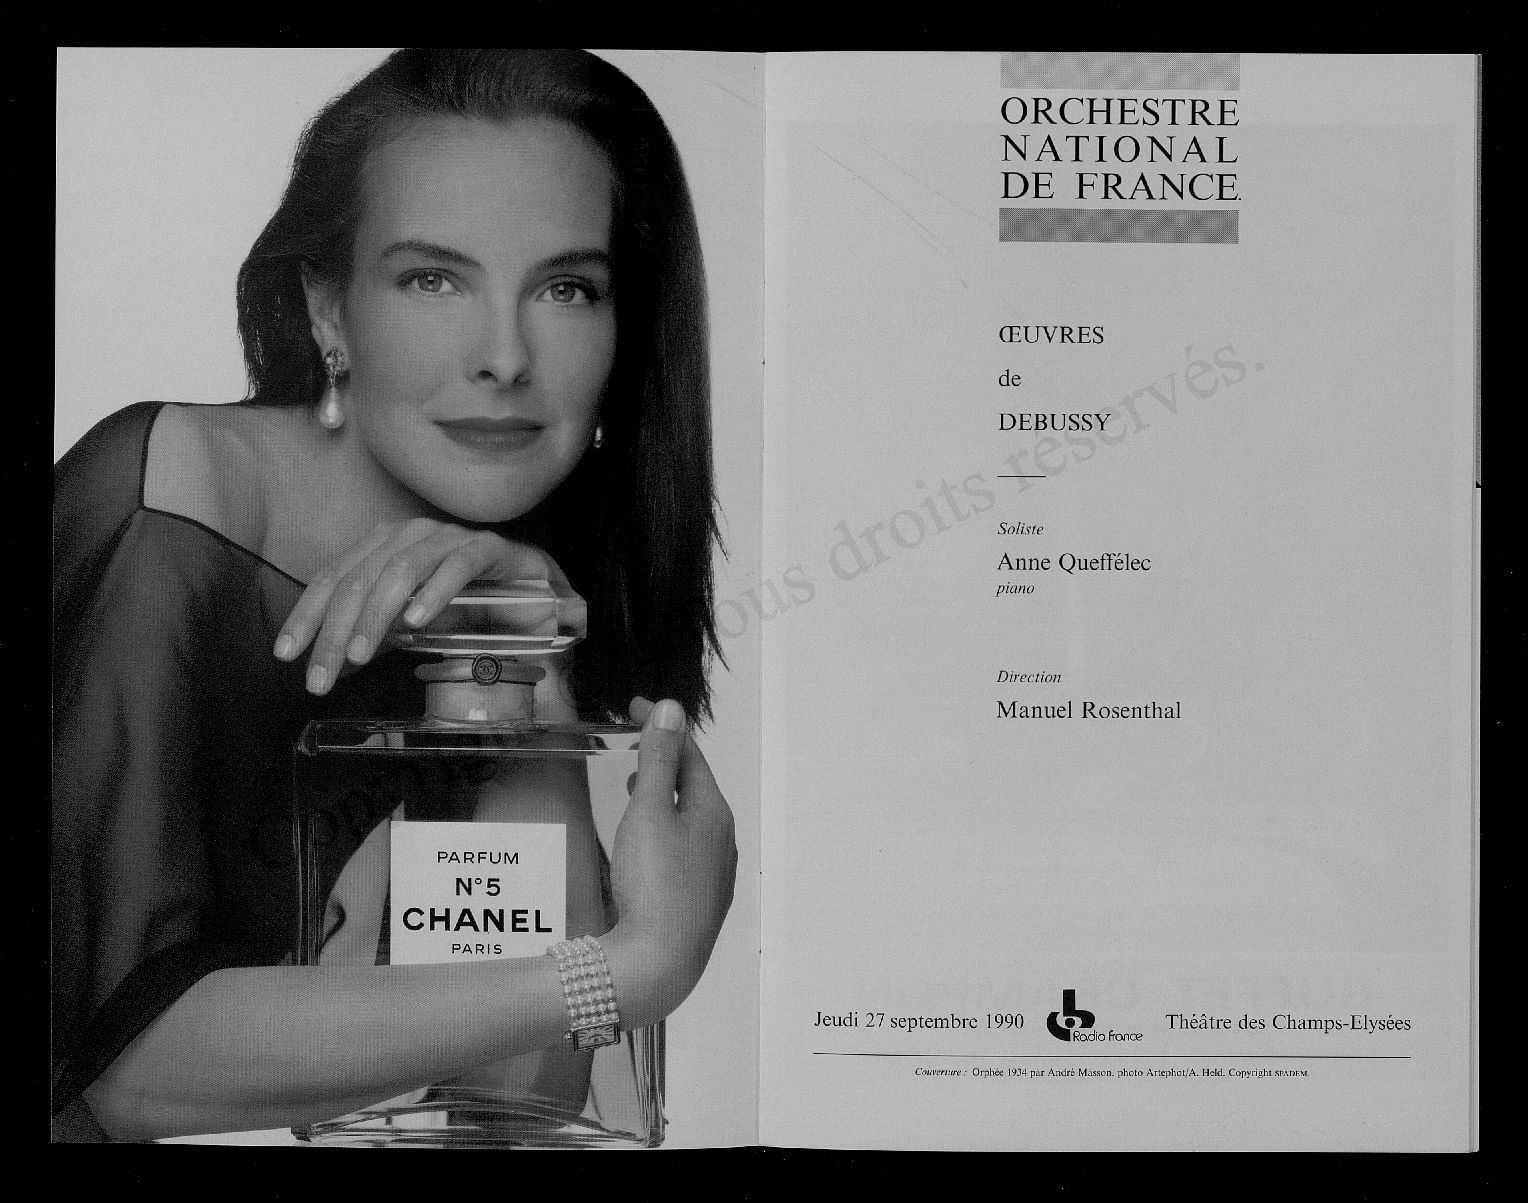 PARFUM
N°5
CHANEL
PARIS
ORCHESTRE
NATIONAL
DE FRANCE.
ŒUVRES
de
DEBUSSY
Soliste
Anne Queffélec
piano
Direction
Manuel Rosenthal
Jeudi 27 septembre 1990
Radio France
Théâtre des Champs-Elysées
Couverture : Orphée 1934 par André Masson, photo Artephot/A. Held. Copyright SPADEM.
tous droits réservés.